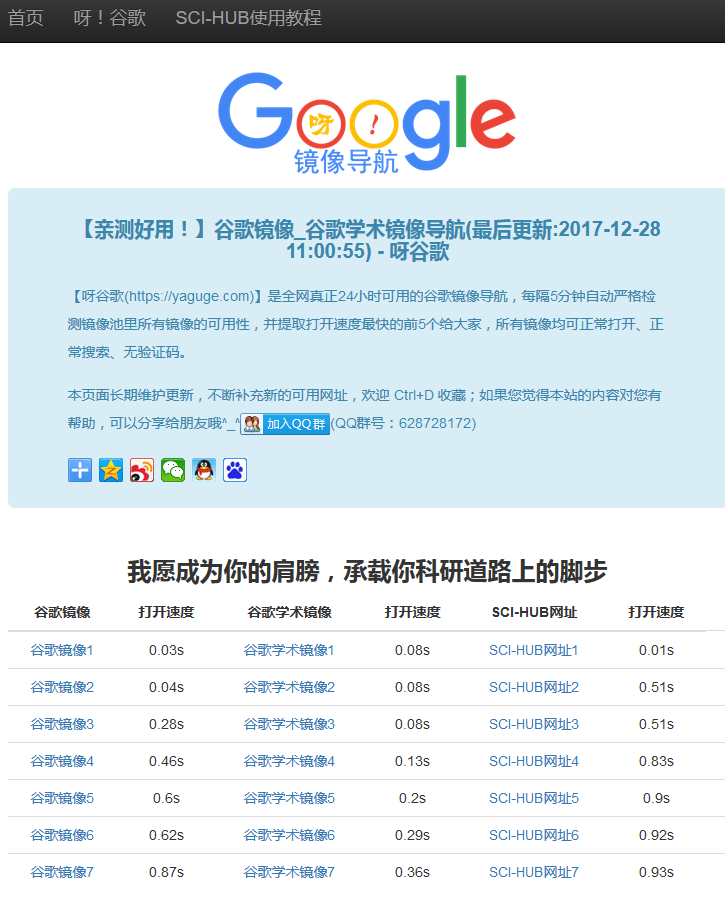 首页 呀！谷歌 SCI-HUB使用教程
G呀！gle
镜像导航
【亲测好用！】谷歌镜像_谷歌学术镜像导航(最后更新:2017-12-28
11:00:55) - 呀谷歌
【呀谷歌(https://yaguge.com)】是全网真正24小时可用的谷歌镜像导航，每隔5分钟自动严格检
测镜像池里所有镜像的可用性，并提取打开速度最快的前5个给大家，所有镜像均可正常打开、正
常搜索、无验证码。
本页面长期维护更新，不断补充新的可用网址，欢迎 Ctrl+D 收藏；如果您觉得本站的内容对您有
帮助，可以分享给朋友哦^_^ 加入QQ群 (QQ群号：628728172)
我愿成为你的肩膀，承载你科研道路上的脚步
谷歌镜像 打开速度 谷歌学术镜像 打开速度 SCI-HUB网址 打开速度
谷歌镜像1 0.03s 谷歌学术镜像1 0.08s SCI-HUB网址1 0.01s
谷歌镜像2 0.04s 谷歌学术镜像2 0.08s SCI-HUB网址2 0.51s
谷歌镜像3 0.28s 谷歌学术镜像3 0.08s SCI-HUB网址3 0.51s
谷歌镜像4 0.46s 谷歌学术镜像4 0.13s SCI-HUB网址4 0.83s
谷歌镜像5 0.6s 谷歌学术镜像5 0.2s SCI-HUB网址5 0.9s
谷歌镜像6 0.62s 谷歌学术镜像6 0.29s SCI-HUB网址6 0.92s
谷歌镜像7 0.87s 谷歌学术镜像7 0.36s SCI-HUB网址7 0.93s